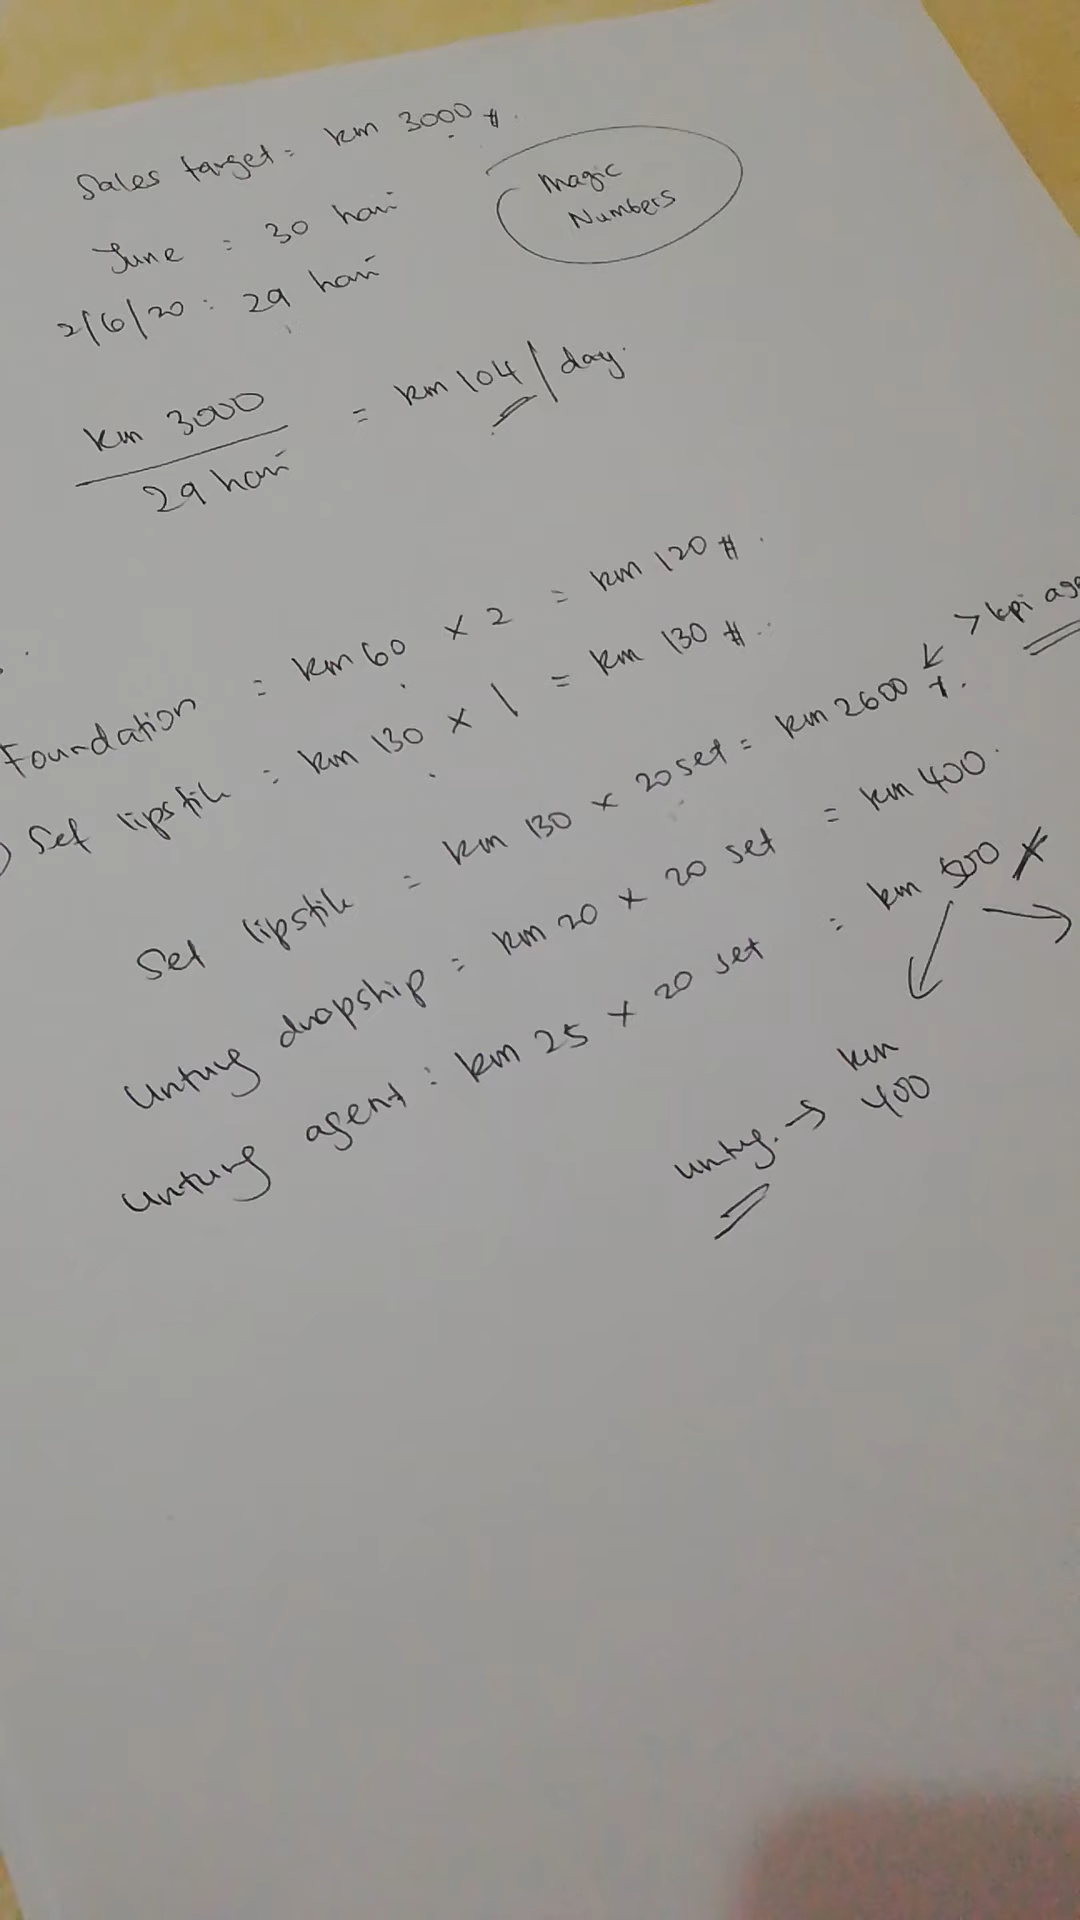 Sales target = RM 3000 #.
Magic
Numbers
June = 30 hari
2/6/20 : 29 hari
RM 3000
29 hari
= RM 104 / day.
Foundation = RM 60 x 2 = RM 120 #.
) Set lipstik = RM 130 x 1 = RM 130 #.
> kpi
Set lipstik = RM 130 x 20 set = RM 2600 #.
Untung dropship = RM 20 x 20 set = RM 400.
Untung agent : RM 25 x 20 set = RM 500
untg. → RM
400